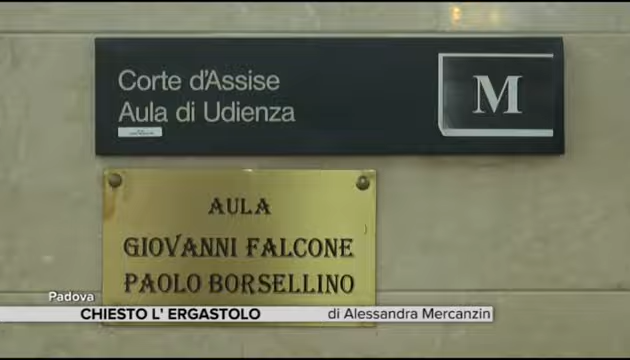 Corte d'Assise
Aula di Udienza
M
AULA
GIOVANNI FALCONE
PAOLO BORSELLINO
Padova
CHIESTO L' ERGASTOLO
di Alessandra Mercanzin